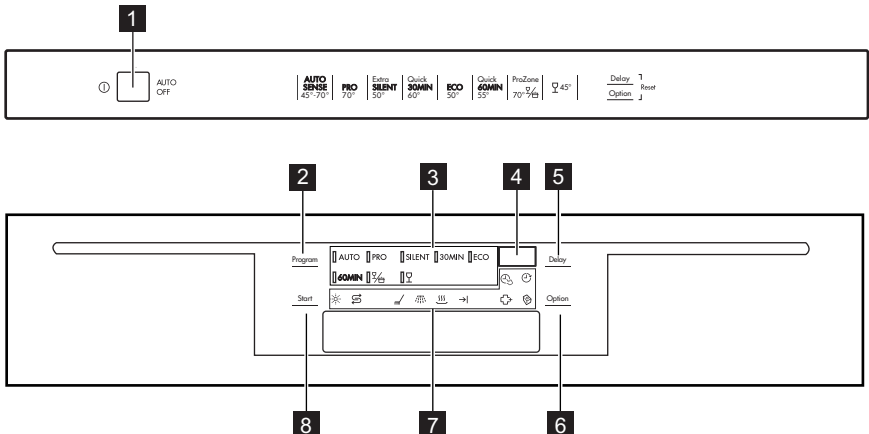 1
AUTO
OFF
AUTO
SENSE
45°-70°
PRO
70°
Extra
SILENT
50°
Quick
30MIN
60°
ECO
50°
Quick
60MIN
55°
ProZone
70°
45°
Delay
Option
Reset
2
3
4
5
Program
AUTO PRO SILENT 30MIN ECO
Delay
60MIN
Start
Option
8
7
6